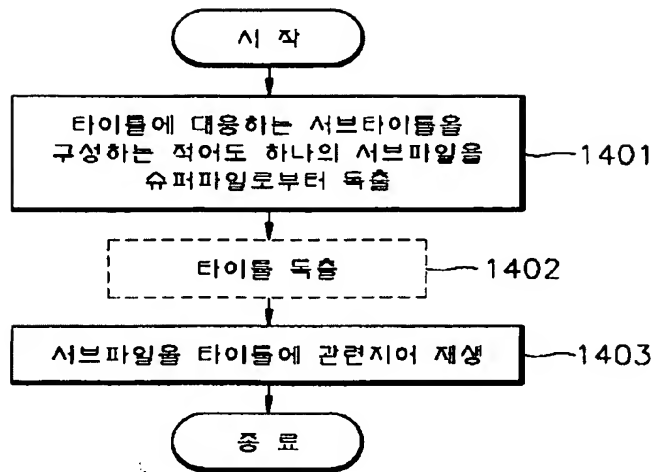 시 작
타이틀에 대응하는 서브타이틀을
구성하는 적어도 하나의 서브파일을
슈퍼파일로부터 독출
1401
타이틀 독출
1402
서브파일을 타이틀에 관련지어 재생
1403
종 료